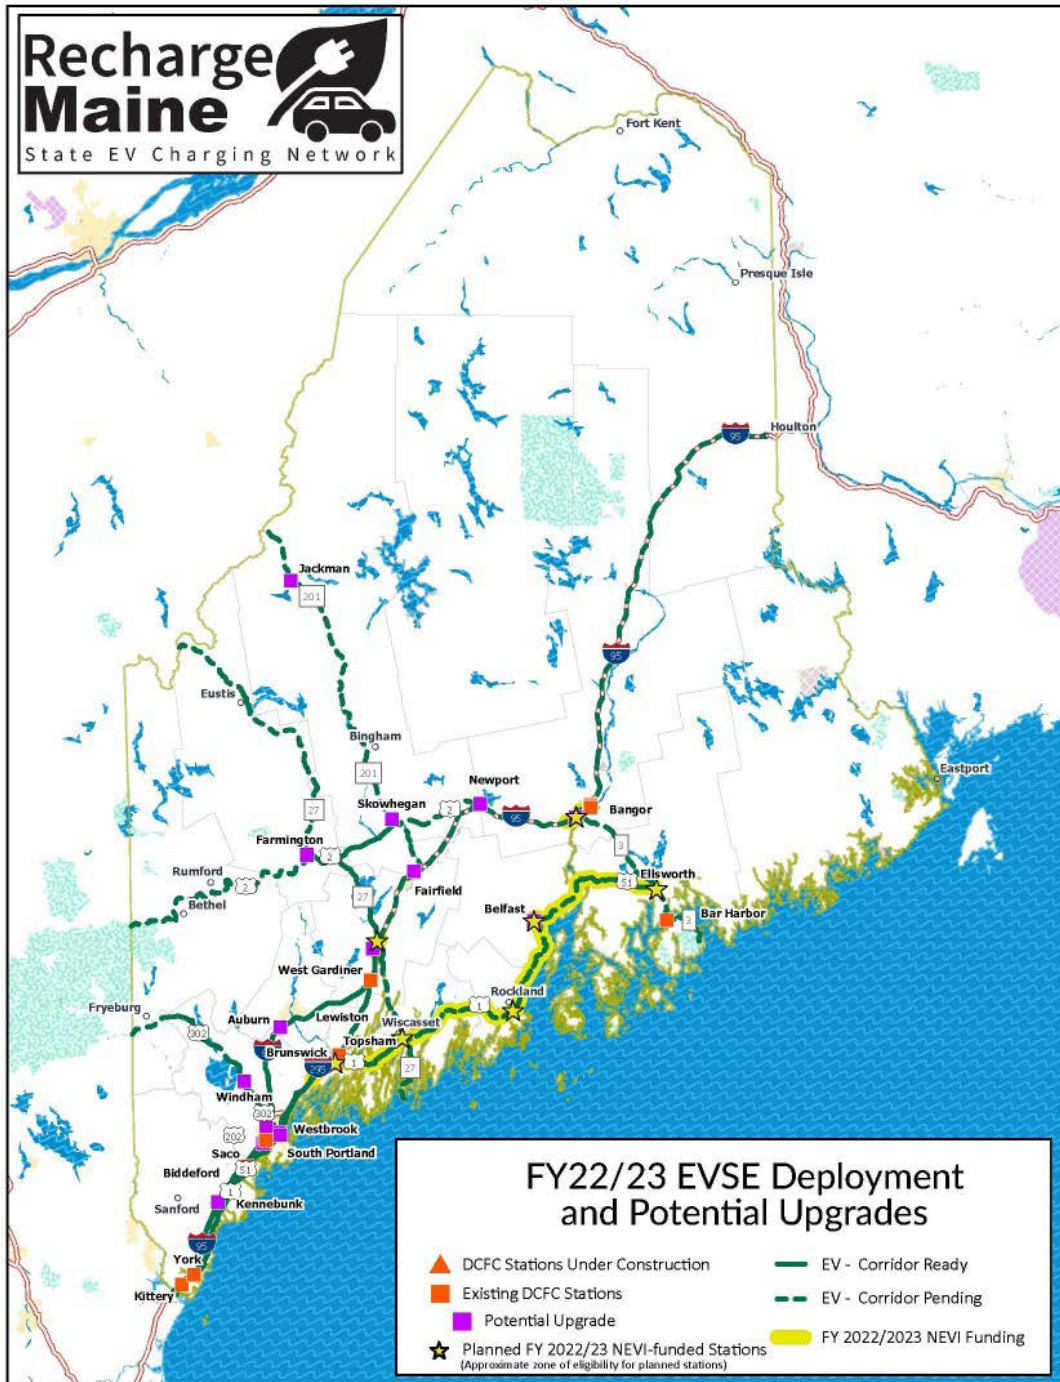 Recharge
Maine
State EV Charging Network
Fort Kent
Presque Isle
Houlton
95
Jackman
201
95
Eustis
Bingham
Eastport
201
Newport
27
Skowhegan
2
95
Bangor
Farmington
2
3
Rumford
2
Fairfield
Ellsworth
51
Bethel
27
Belfast
Bar Harbor
3
West Gardiner
Rockland
Fryeburg
1
302
Auburn
Lewiston
Wiscasset
Topsham
Brunswick
1
295
27
Windham
302
Westbrook
202
Saco
South Portland
51
Biddeford
1
Kennebunk
Sanford
95
York
Kittery
FY22/23 EVSE Deployment
and Potential Upgrades
DCFC Stations Under Construction
Existing DCFC Stations
Potential Upgrade
Planned FY 2022/23 NEVI-funded Stations
(Approximate zone of eligibility for planned stations)
EV - Corridor Ready
EV - Corridor Pending
FY 2022/2023 NEVI Funding